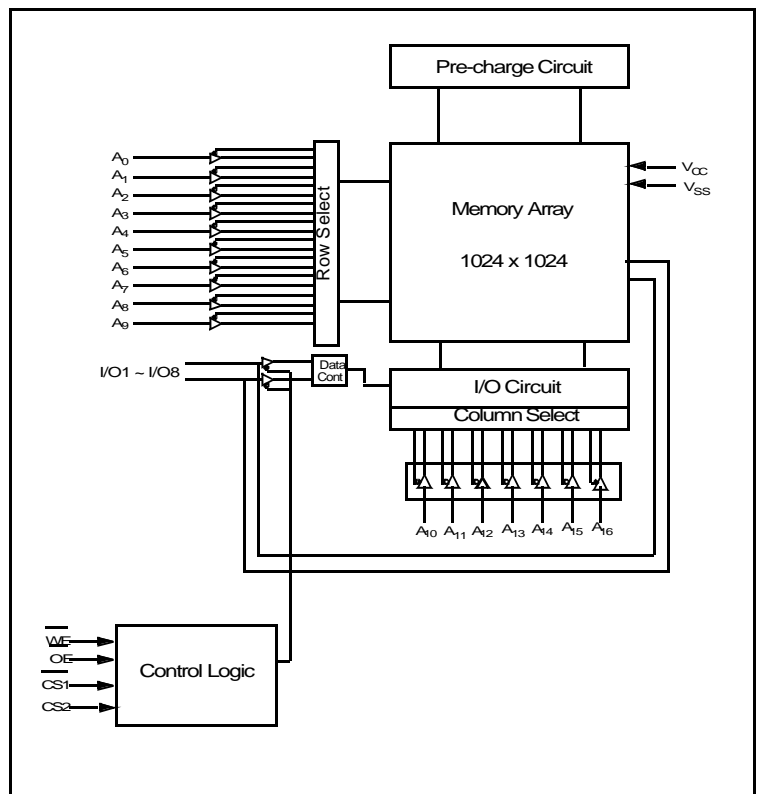 Pre-charge Circuit
A0
A1
A2
A3
A4
A5
A6
A7
A8
A9
Row Select
Memory Array
1024 x 1024
VCC
VSS
I/O1 ~ I/O8
Data
Cont
I/O Circuit
Column Select
A10 A11 A12 A13 A14 A15 A16
WE
OE
CS1
CS2
Control Logic